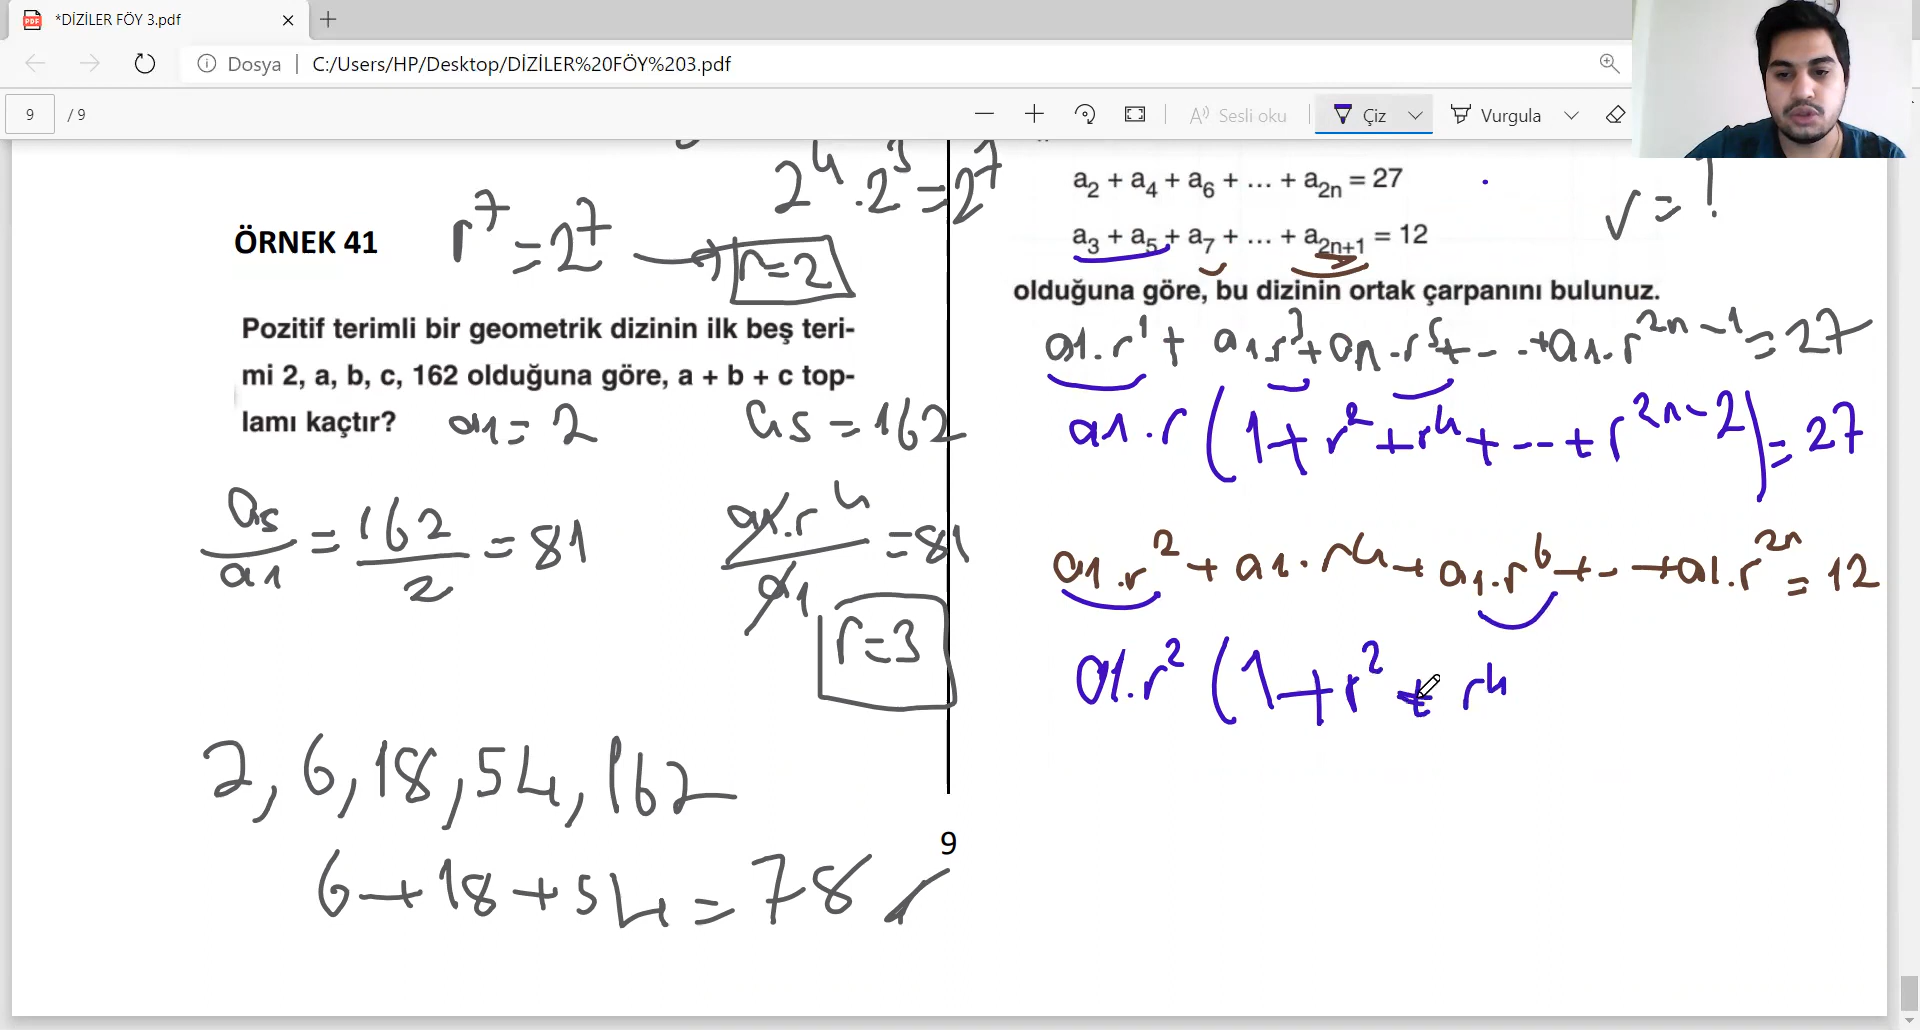 *DİZİLER FÖY 3.pdf
Dosya | C:/Users/HP/Desktop/DİZİLER%20FÖY%203.pdf
9 / 9
Sesli oku
Çiz
Vurgula
2^4 . 2^3 = 2^7
ÖRNEK 41
r^7 = 2^7 → r=2
Pozitif terimli bir geometrik dizinin ilk beş teri-
mi 2, a, b, c, 162 olduğuna göre, a + b + c top-
lamı kaçtır?
a1 = 2
a5 = 162
a5/a1 = 162/2 = 81
a1.r^4/a1 = 81
r=3
2, 6, 18, 54, 162
6+18+54 = 78
9
a2 + a4 + a6 + ... + a2n = 27
r = ?
a3 + a5 + a7 + ... + a2n+1 = 12
olduğuna göre, bu dizinin ortak çarpanını bulunuz.
a1.r^1 + a1.r^3 + a1.r^5 + - - + a1.r^2n-1 = 27
a1.r (1 + r^2 + r^4 + --- + r^2n-2) = 27
a1.r^2 + a1.r^4 + a1.r^6 + - - + a1.r^2n = 12
a1.r^2 (1 + r^2 + r^4